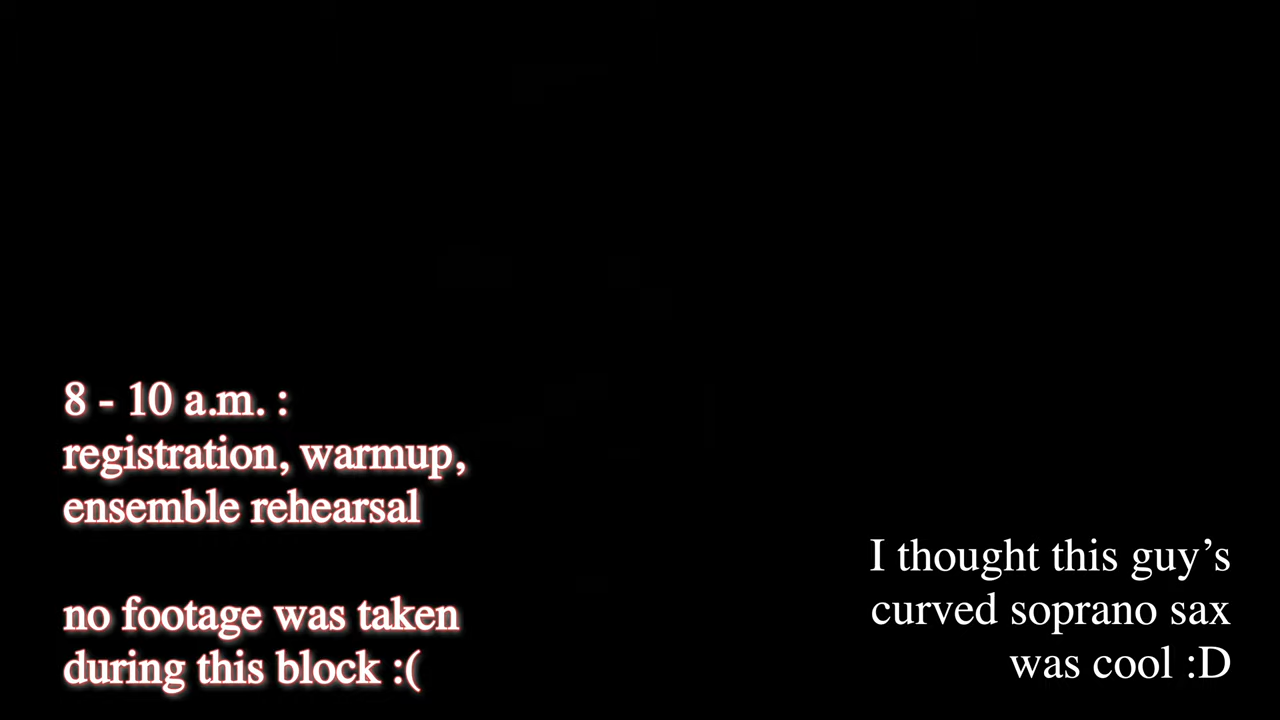 8 - 10 a.m. :
registration, warmup,
ensemble rehearsal
no footage was taken
during this block :(
I thought this guy’s
curved soprano sax
was cool :D